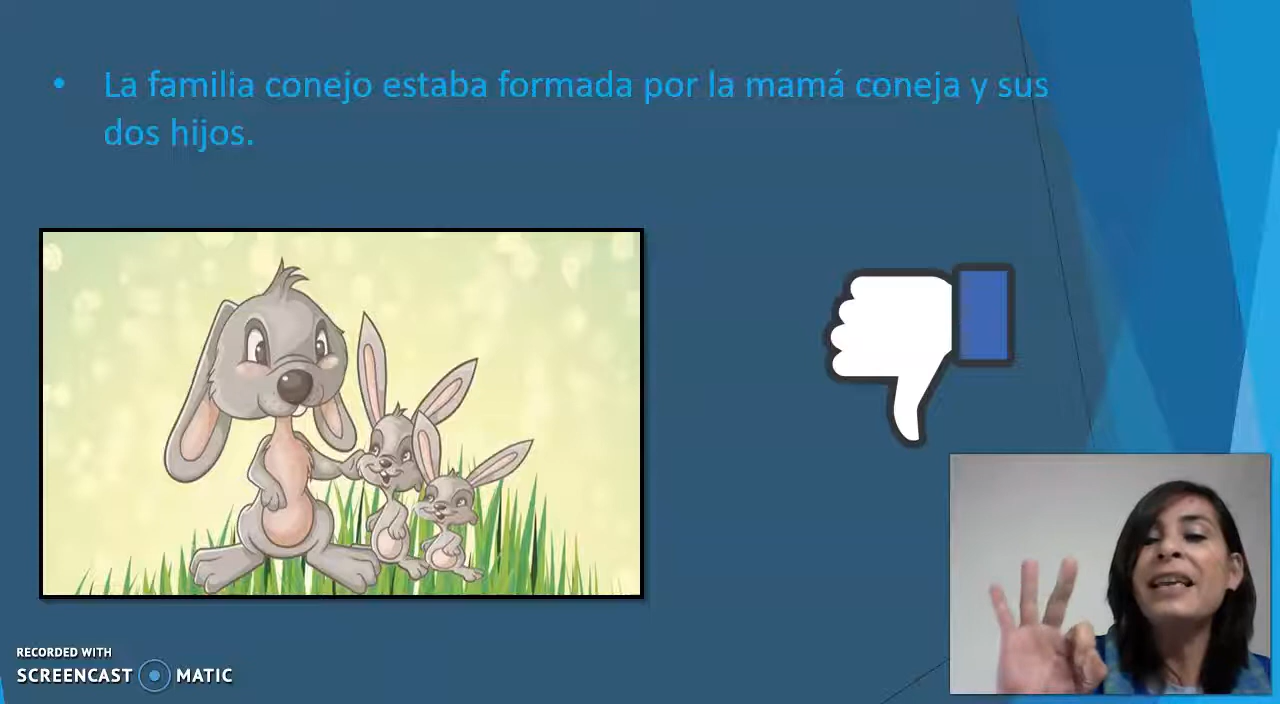 • La familia conejo estaba formada por la mamá coneja y sus
dos hijos.
RECORDED WITH
SCREENCAST MATIC